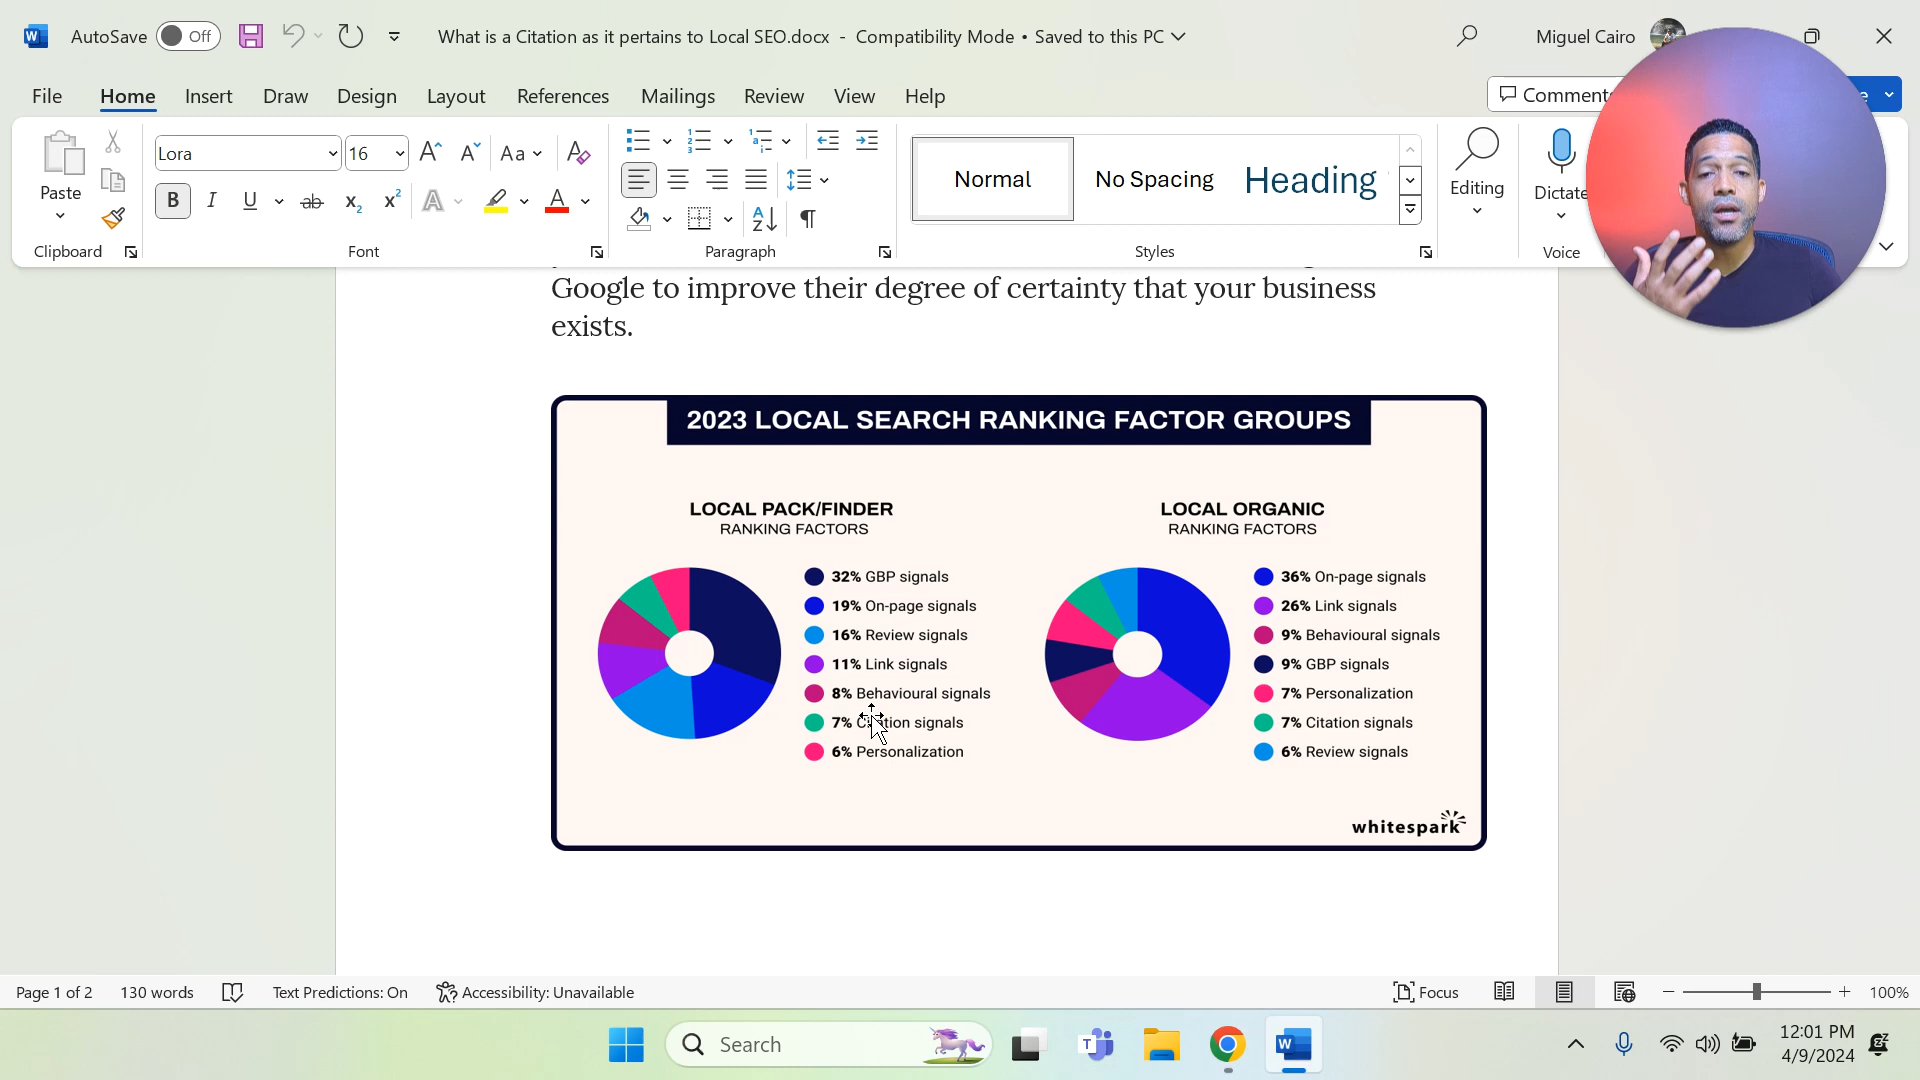 AutoSave Off What is a Citation as it pertains to Local SEO.docx - Compatibility Mode • Saved to this PC Miguel Cairo
File Home Insert Draw Design Layout References Mailings Review View Help
Paste
Clipboard
Lora 16
Aa
B I U ab x₂ x² A A
Font
Paragraph
Normal
No Spacing
Heading
Styles
Editing
Dictate
Voice
Google to improve their degree of certainty that your business
exists.
2023 LOCAL SEARCH RANKING FACTOR GROUPS
LOCAL PACK/FINDER
RANKING FACTORS
32% GBP signals
19% On-page signals
16% Review signals
11% Link signals
8% Behavioural signals
7% Citation signals
6% Personalization
LOCAL ORGANIC
RANKING FACTORS
36% On-page signals
26% Link signals
9% Behavioural signals
9% GBP signals
7% Personalization
7% Citation signals
6% Review signals
whitespark
Page 1 of 2 130 words Text Predictions: On Accessibility: Unavailable Focus 100%
Search
12:01 PM
4/9/2024